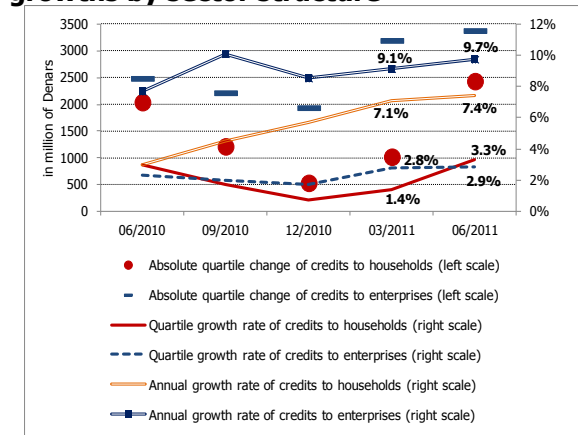 growths by sector structure
in million of Denars
3500
3000
2500
2000
1500
1000
500
0
12%
10%
8%
6%
4%
2%
0%
9.1%
9.7%
7.1%
7.4%
2.8%
3.3%
1.4%
2.9%
06/2010 09/2010 12/2010 03/2011 06/2011
Absolute quartile change of credits to households (left scale)
Absolute quartile change of credits to enterprises (left scale)
Quartile growth rate of credits to households (right scale)
Quartile growth rate of credits to enterprises (right scale)
Annual growth rate of credits to households (right scale)
Annual growth rate of credits to enterprises (right scale)